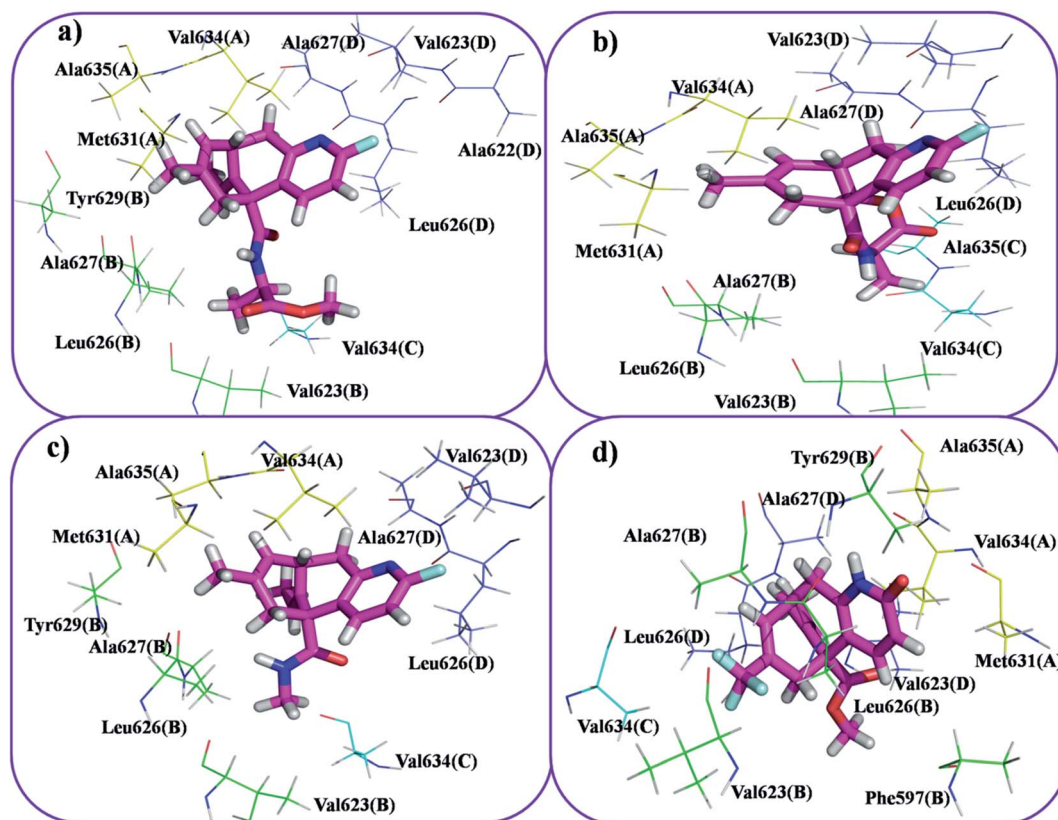 a)
Val634(A)
Ala627(D)
Val623(D)
Ala635(A)
Met631(A)
Ala622(D)
Tyr629(B)
Leu626(D)
Ala627(B)
Leu626(B)
Val634(C)
Val623(B)
b)
Val623(D)
Val634(A)
Ala627(D)
Ala635(A)
Leu626(D)
Met631(A)
Ala635(C)
Ala627(B)
Leu626(B)
Val634(C)
Val623(B)
c)
Ala635(A)
Val634(A)
Val623(D)
Met631(A)
Ala627(D)
Tyr629(B)
Ala627(B)
Leu626(D)
Leu626(B)
Val634(C)
Val623(B)
d)
Ala635(A)
Tyr629(B)
Ala627(D)
Ala627(B)
Val634(A)
Leu626(D)
Met631(A)
Val623(D)
Leu626(B)
Val634(C)
Val623(B)
Phe597(B)